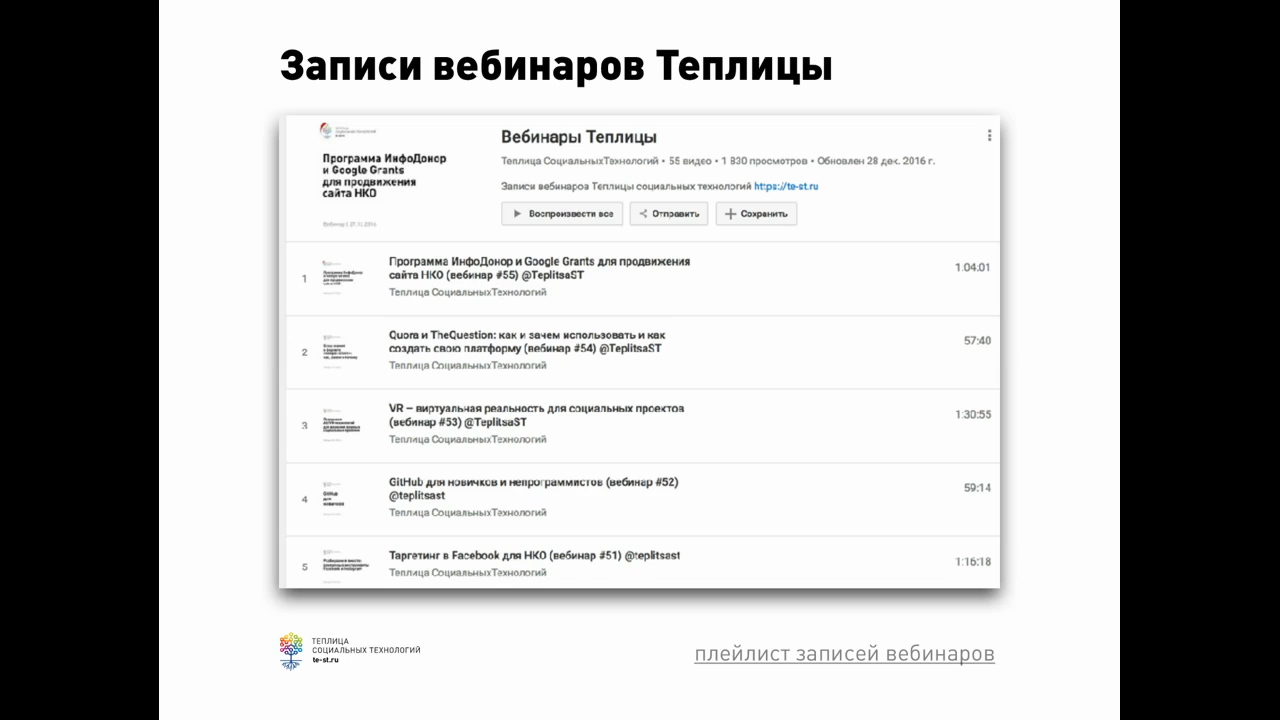 Записи вебинаров Теплицы
Программа ИнфоДонор
и Google Grants
для продвижения
сайта НКО
Вебинары Теплицы
Теплица СоциальныхТехнологий • 55 видео • 1 830 просмотров • Обновлен 28 дек. 2016 г.
Записи вебинаров Теплицы социальных технологий https://te-st.ru
Воспроизвести все
Отправить
Сохранить
1
Программа ИнфоДонор и Google Grants для продвижения
сайта НКО (вебинар #55) @TeplitsaST
Теплица СоциальныхТехнологий
1:04:01
2
Quora и TheQuestion: как и зачем использовать и как
создать свою платформу (вебинар #54) @TeplitsaST
Теплица СоциальныхТехнологий
57:40
3
VR – виртуальная реальность для социальных проектов
(вебинар #53) @TeplitsaST
Теплица СоциальныхТехнологий
1:30:55
4
GitHub
для
новичков
GitHub для новичков и непрограммистов (вебинар #52)
@teplitsast
Теплица СоциальныхТехнологий
59:14
5
Таргетинг в Facebook для НКО (вебинар #51) @teplitsast
Теплица СоциальныхТехнологий
1:16:18
ТЕПЛИЦА
СОЦИАЛЬНЫХ ТЕХНОЛОГИЙ
te-st.ru
плейлист записей вебинаров